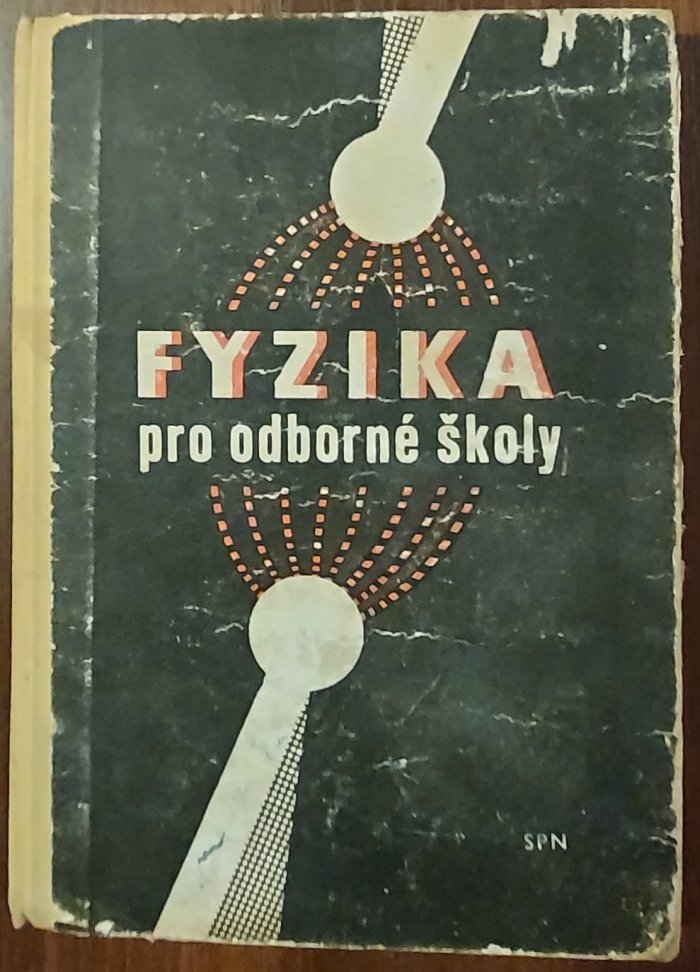 FYZIKA
pro odborné školy
SPN